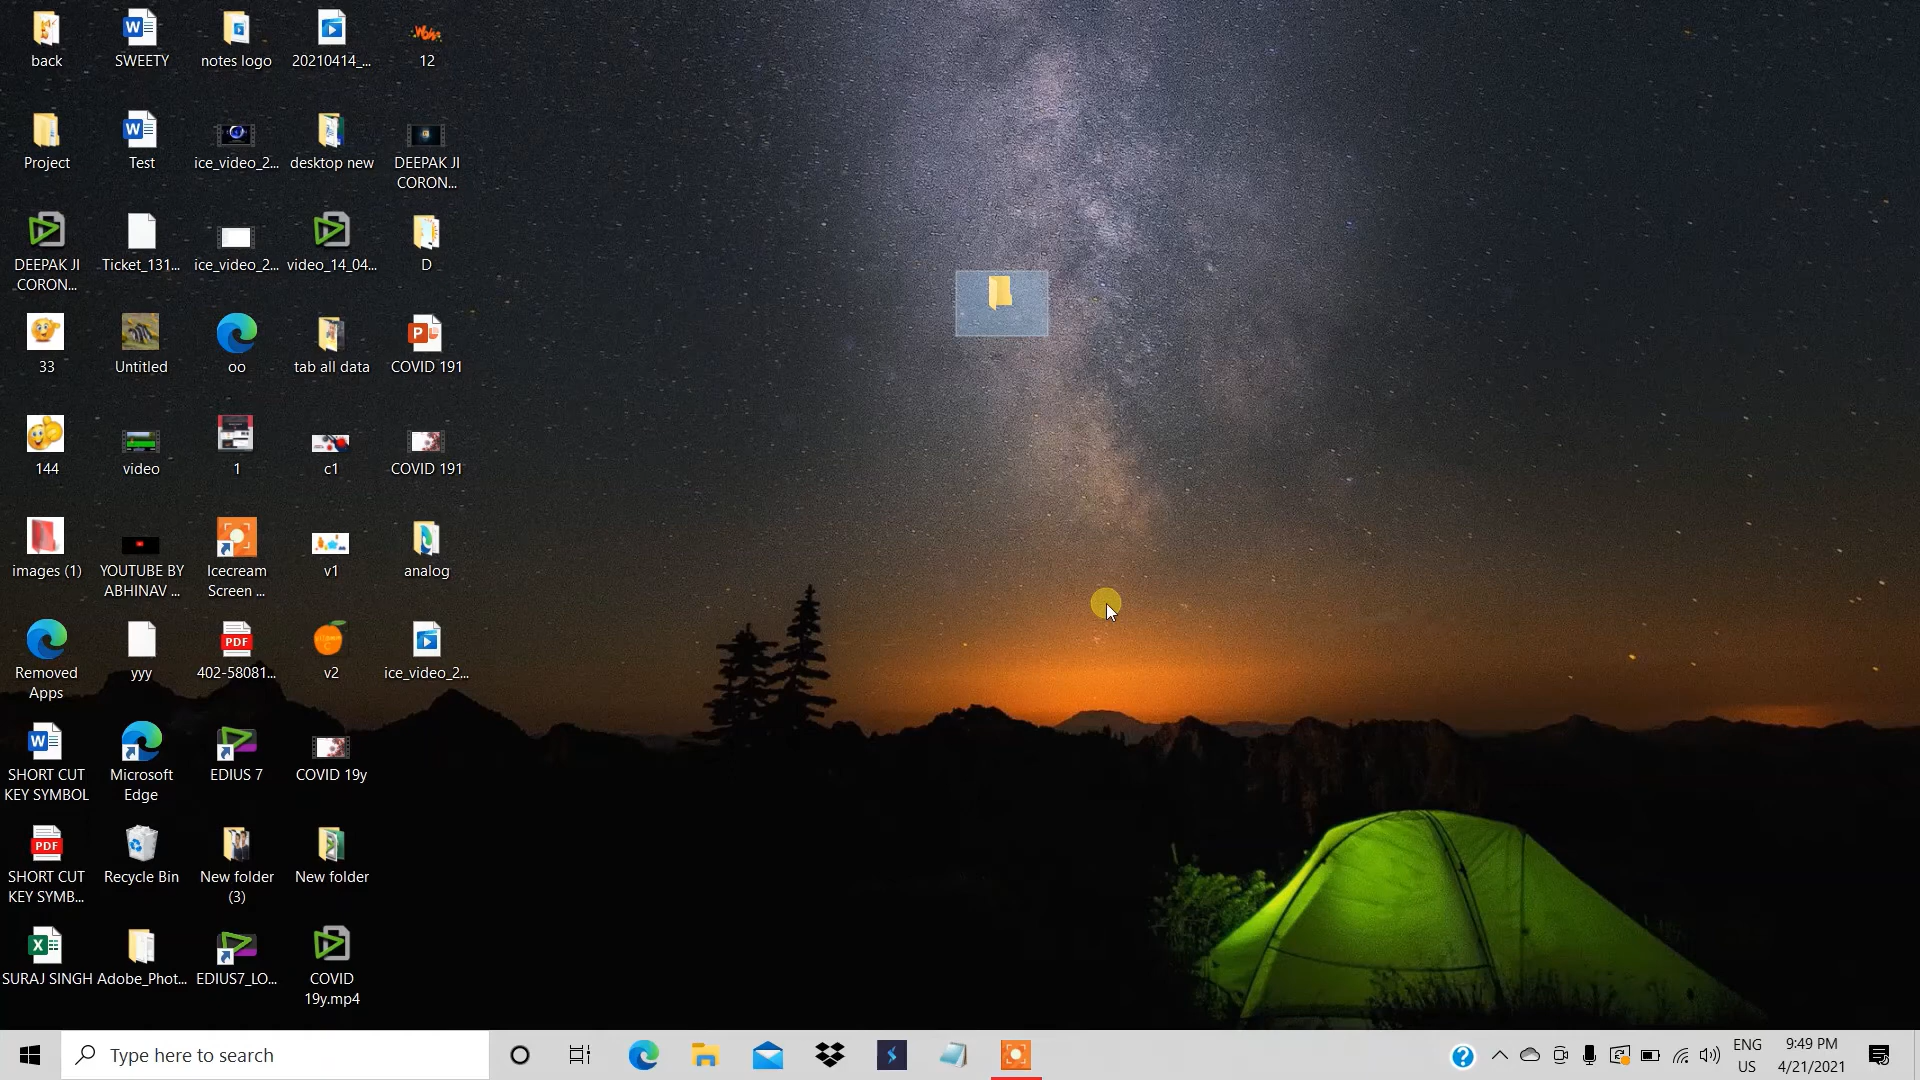 back
SWEETY
notes logo
20210414_...
12
Project
Test
ice_video_2...
desktop new
DEEPAK JI
CORON...
DEEPAK JI
CORON...
Ticket_131...
ice_video_2...
video_14_04...
D
33
Untitled
oo
tab all data
COVID 191
144
video
1
c1
COVID 191
images (1)
YOUTUBE BY
ABHINAV ...
Icecream
Screen ...
v1
analog
Removed
Apps
yyy
PDF
402-58081...
v2
ice_video_2...
SHORT CUT
KEY SYMBOL
Microsoft
Edge
EDIUS 7
COVID 19y
PDF
SHORT CUT
KEY SYMB...
Recycle Bin
New folder
(3)
New folder
SURAJ SINGH
Adobe_Phot...
EDIUS7_LO...
COVID
19y.mp4
Type here to search
ENG
US
9:49 PM
4/21/2021